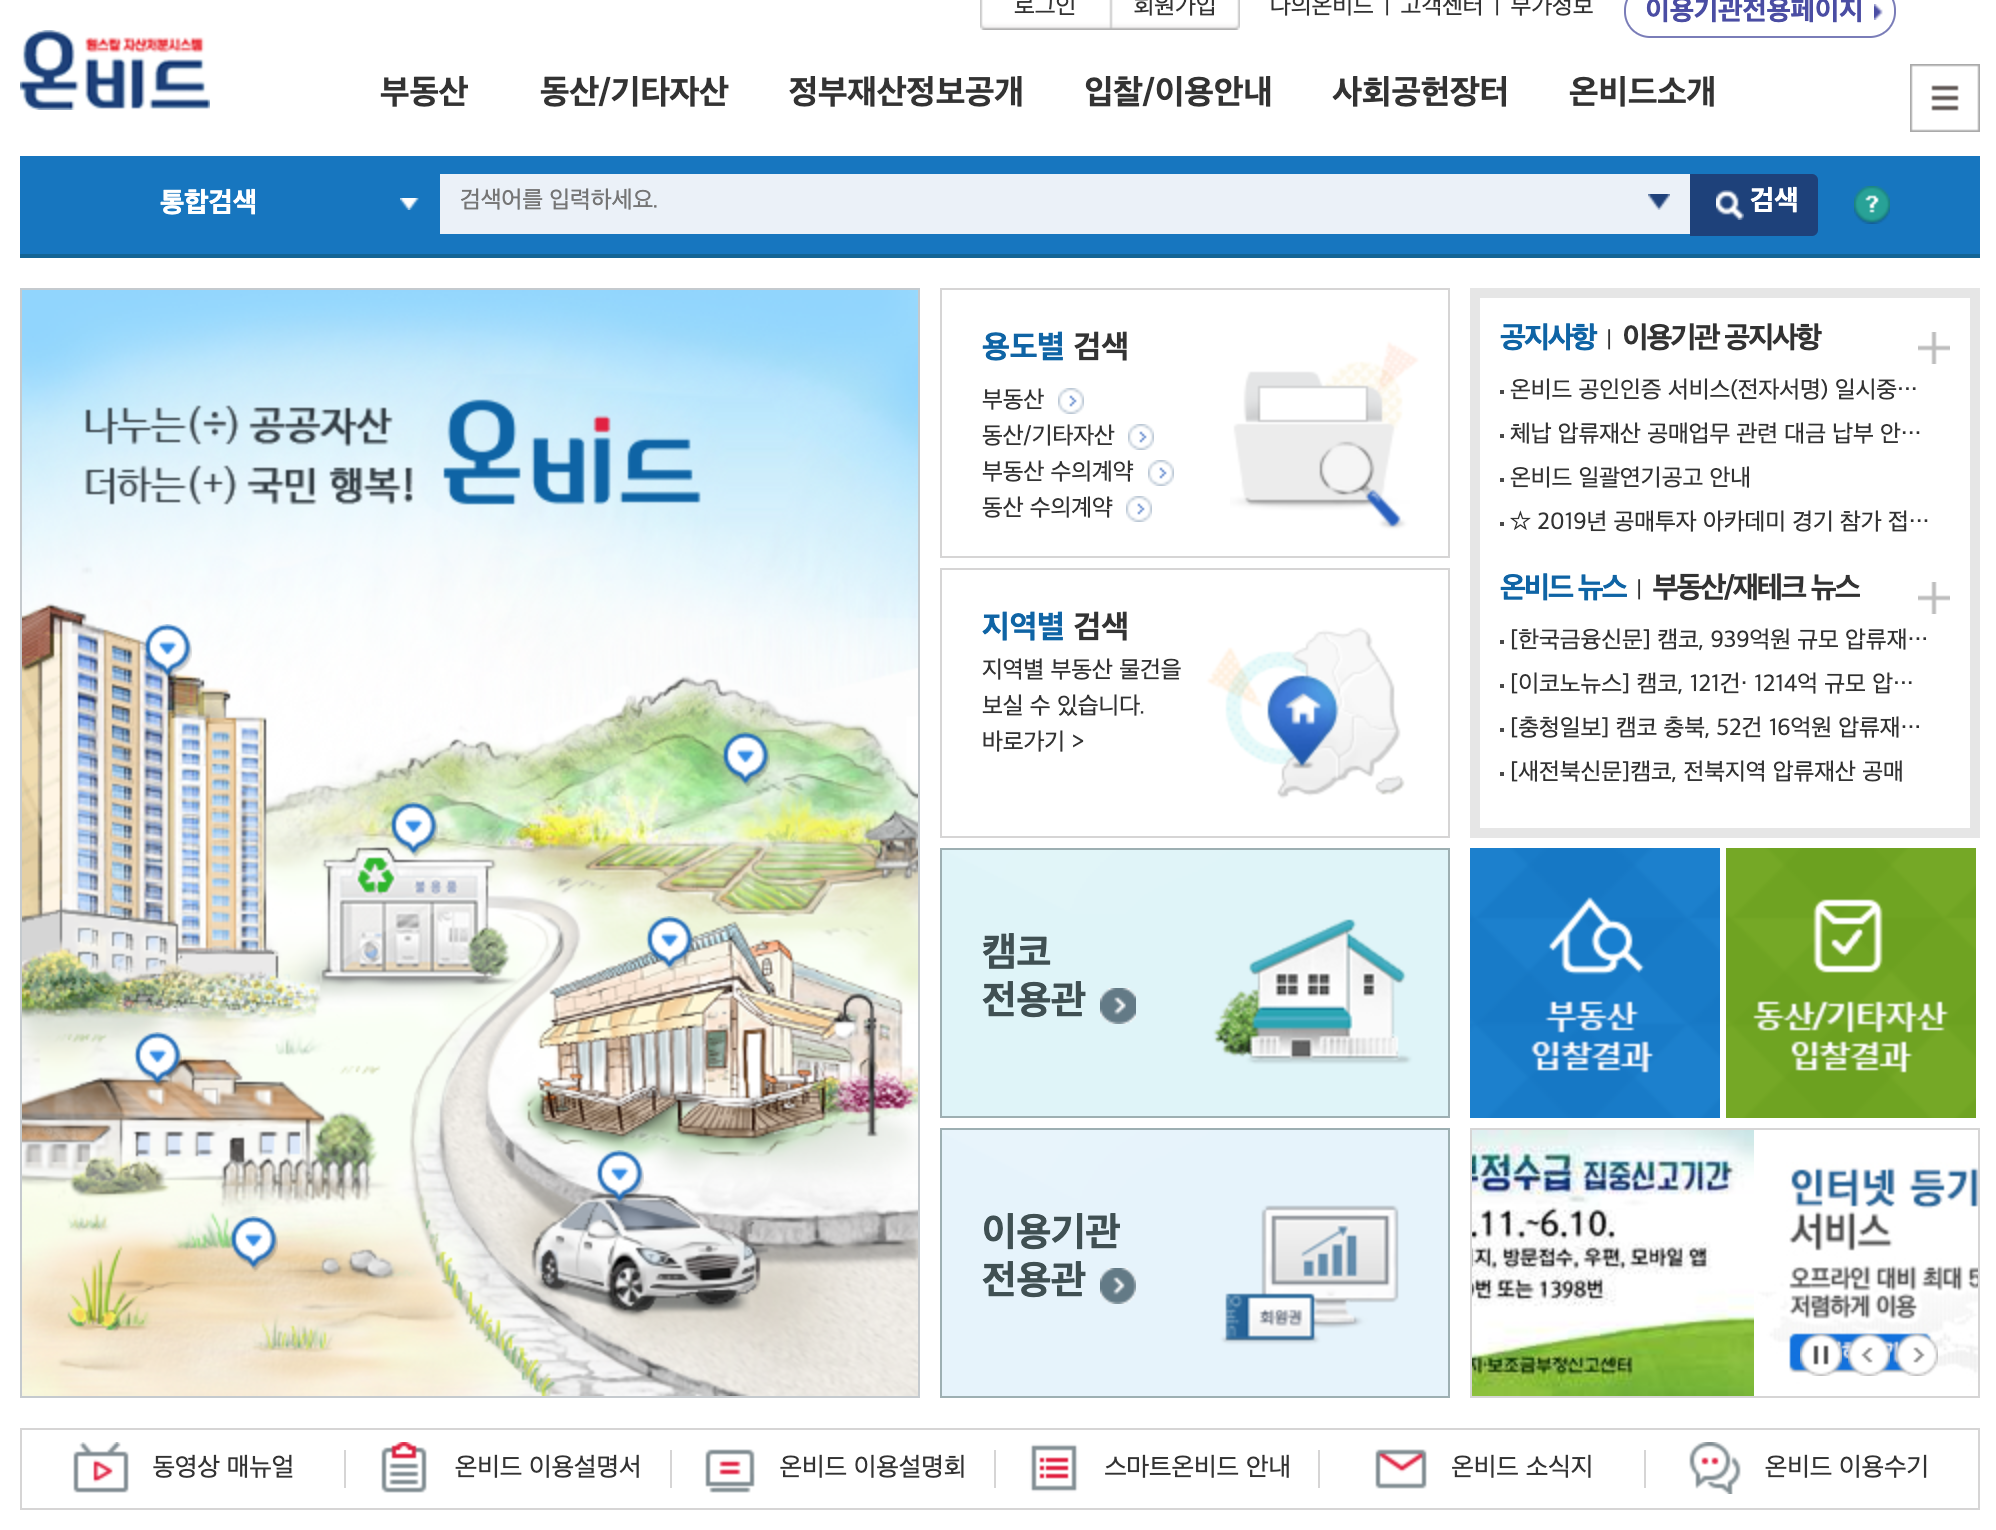 로그인
회원가입
나의온비드 | 고객센터 | 부가정보
이용기관전용페이지
원스톱 자산처분시스템
온비드
부동산
동산/기타자산
정부재산정보공개
입찰/이용안내
사회공헌장터
온비드소개
통합검색
검색어를 입력하세요.
검색
?
나누는(÷) 공공자산
더하는(+) 국민 행복!
온비드
불용품
용도별 검색
부동산
동산/기타자산
부동산 수의계약
동산 수의계약
지역별 검색
지역별 부동산 물건을
보실 수 있습니다.
바로가기 >
캠코
전용관
이용기관
전용관
회원권
공지사항 | 이용기관 공지사항
온비드 공인인증 서비스(전자서명) 일시중…
체납 압류재산 공매업무 관련 대금 납부 안…
온비드 일괄연기공고 안내
☆ 2019년 공매투자 아카데미 경기 참가 접…
온비드 뉴스 | 부동산/재테크 뉴스
[한국금융신문] 캠코, 939억원 규모 압류재…
[이코노뉴스] 캠코, 121건· 1214억 규모 압…
[충청일보] 캠코 충북, 52건 16억원 압류재…
[새전북신문]캠코, 전북지역 압류재산 공매
부동산
입찰결과
동산/기타자산
입찰결과
부정수급 집중신고기간
.11.~6.10.
지, 방문접수, 우편, 모바일 앱
번 또는 1398번
지·보조금부정신고센터
인터넷 등기
서비스
오프라인 대비 최대 5
저렴하게 이용
동영상 매뉴얼
온비드 이용설명서
온비드 이용설명회
스마트온비드 안내
온비드 소식지
온비드 이용수기